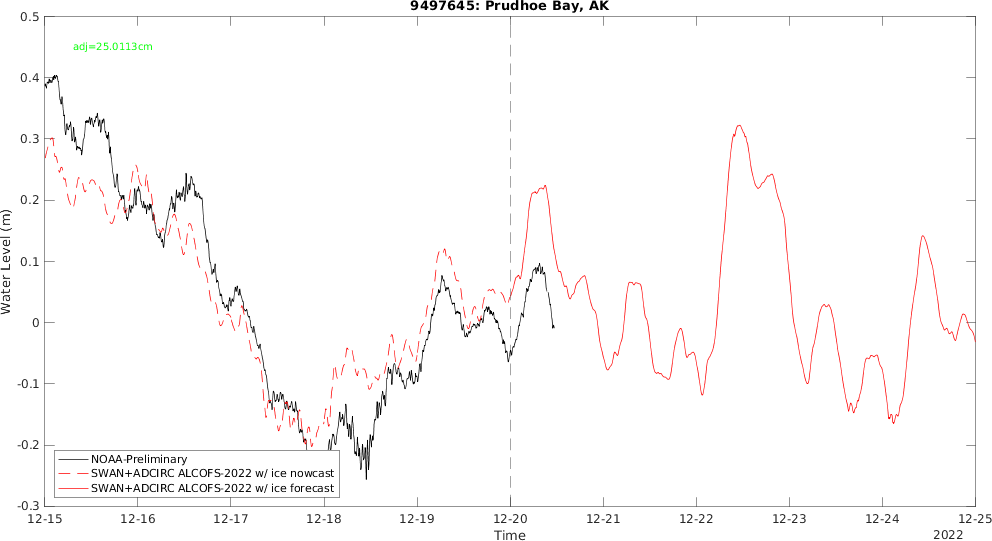 9497645: Prudhoe Bay, AK
adj=25.0113cm
0.5
0.4
0.3
0.2
0.1
0
-0.1
-0.2
-0.3
Water Level (m)
NOAA-Preliminary
SWAN+ADCIRC ALCOFS-2022 w/ ice nowcast
SWAN+ADCIRC ALCOFS-2022 w/ ice forecast
12-15 12-16 12-17 12-18 12-19 12-20 12-21 12-22 12-23 12-24 12-25
Time
2022